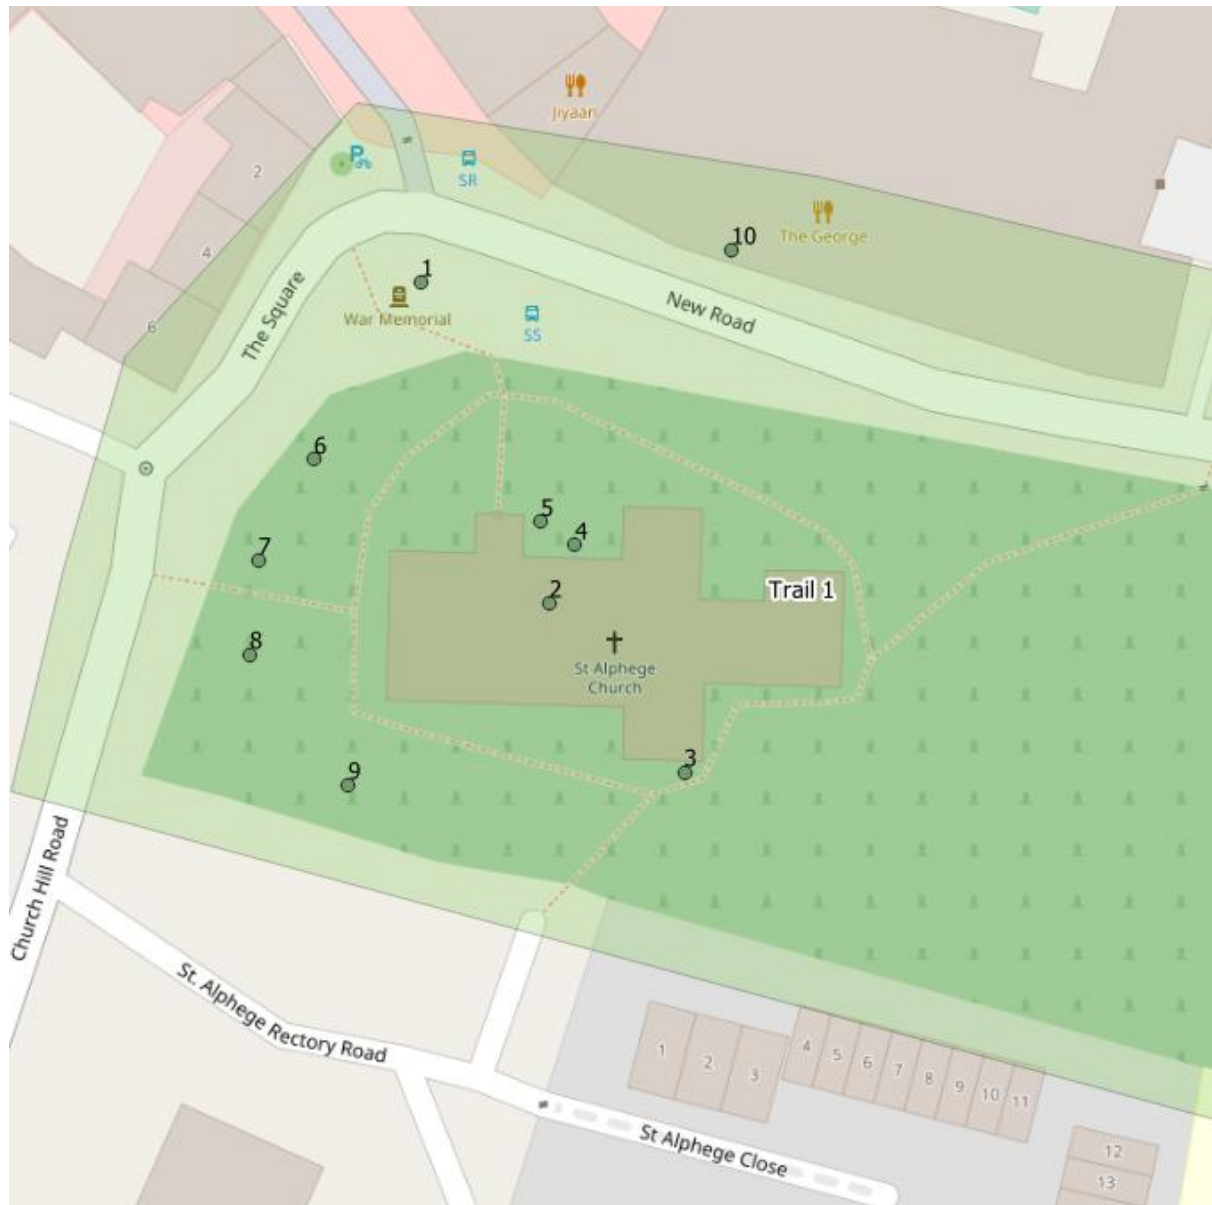 Jiyaan
P
2
SR
10
The George
4
1
The Square
War Memorial
SS
New Road
6
6
5
4
7
2
Trail 1
8
St Alphege
Church
3
9
Church Hill Road
St. Alphege Rectory Road
1
2
3
4
5
6
7
8
9
10
11
St Alphege Close
12
13